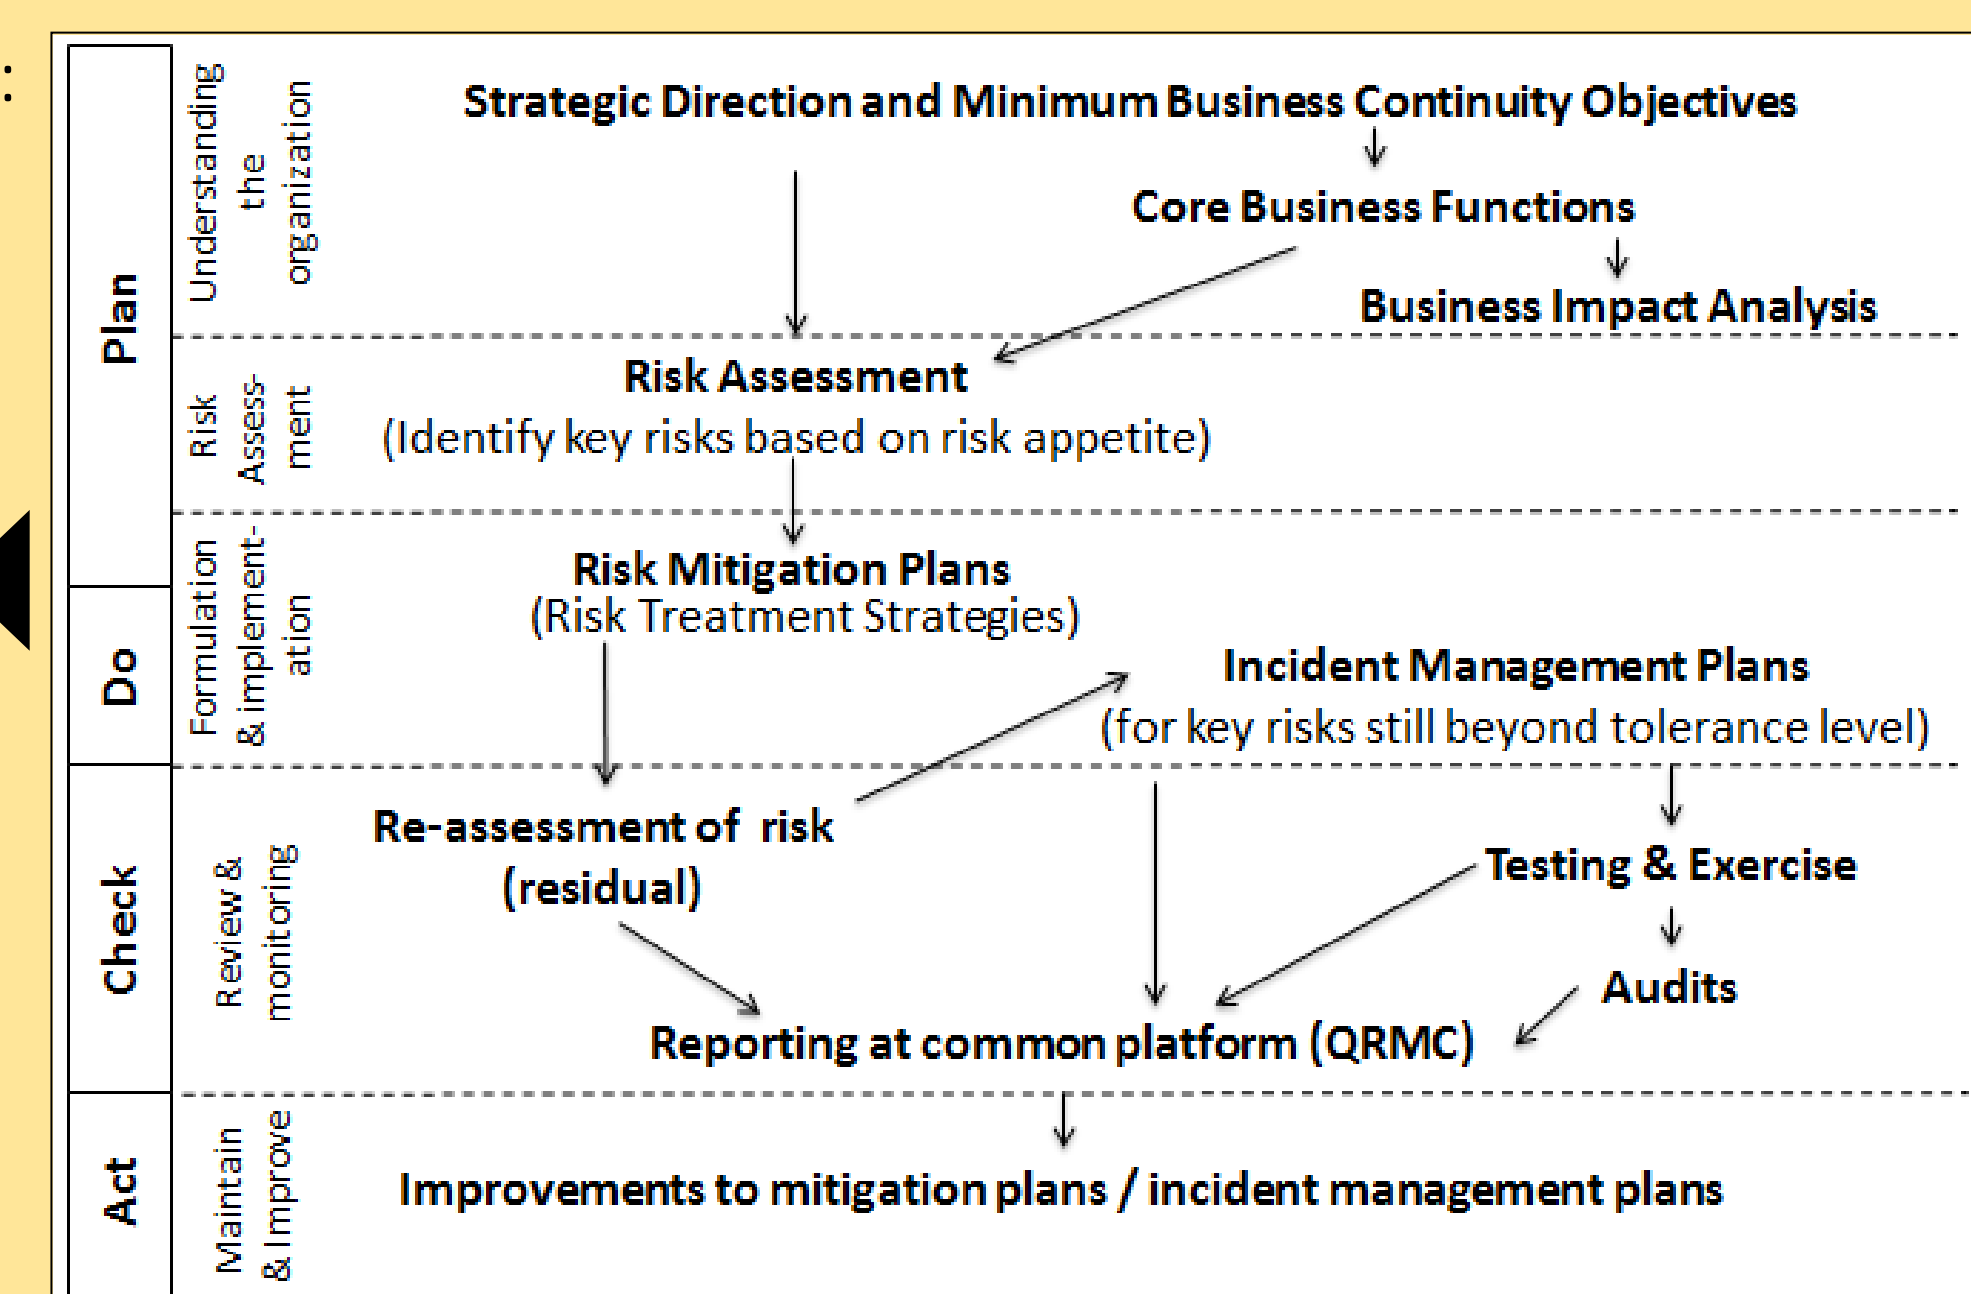 :
Plan
Understanding
the
organization
Strategic Direction and Minimum Business Continuity Objectives
Core Business Functions
Business Impact Analysis
Risk
Assess-
ment
Risk Assessment
(Identify key risks based on risk appetite)
Do
Formulation
& implement-
ation
Risk Mitigation Plans
(Risk Treatment Strategies)
Incident Management Plans
(for key risks still beyond tolerance level)
Check
Review &
monitoring
Re-assessment of risk
(residual)
Testing & Exercise
Audits
Reporting at common platform (QRMC)
Act
Maintain
& Improve
Improvements to mitigation plans / incident management plans